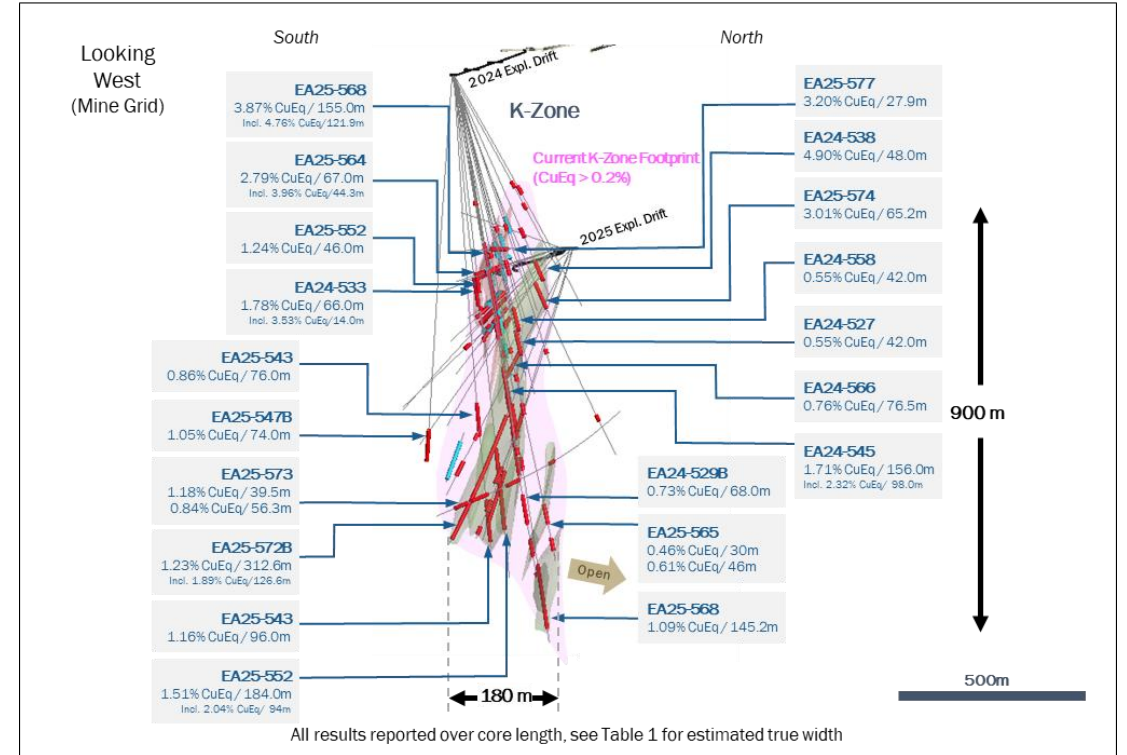 Looking
West
(Mine Grid)
South
North
2024 Expl. Drift
K-Zone
Current K-Zone Footprint
(CuEq > 0.2%)
2025 Expl. Drift
EA25-568
3.87% CuEq / 155.0m
Incl. 4.76% CuEq/121.9m
EA25-564
2.79% CuEq / 67.0m
Incl. 3.96% CuEq/44.3m
EA25-552
1.24% CuEq / 46.0m
EA24-533
1.78% CuEq / 66.0m
Incl. 3.53% CuEq/14.0m
EA25-543
0.86% CuEq / 76.0m
EA25-547B
1.05% CuEq / 74.0m
EA25-573
1.18% CuEq / 39.5m
0.84% CuEq / 56.3m
EA25-572B
1.23% CuEq / 312.6m
Incl. 1.89% CuEq/126.6m
EA25-543
1.16% CuEq / 96.0m
EA25-552
1.51% CuEq / 184.0m
Incl. 2.04% CuEq/ 94m
EA25-577
3.20% CuEq / 27.9m
EA24-538
4.90% CuEq / 48.0m
EA25-574
3.01% CuEq / 65.2m
EA24-558
0.55% CuEq / 42.0m
EA24-527
0.55% CuEq / 42.0m
EA24-566
0.76% CuEq / 76.5m
EA24-545
1.71% CuEq / 156.0m
Incl. 2.32% CuEq/ 98.0m
EA24-529B
0.73% CuEq / 68.0m
EA25-565
0.46% CuEq / 30m
0.61% CuEq / 46m
EA25-568
1.09% CuEq / 145.2m
Open
900 m
180 m
500m
All results reported over core length, see Table 1 for estimated true width